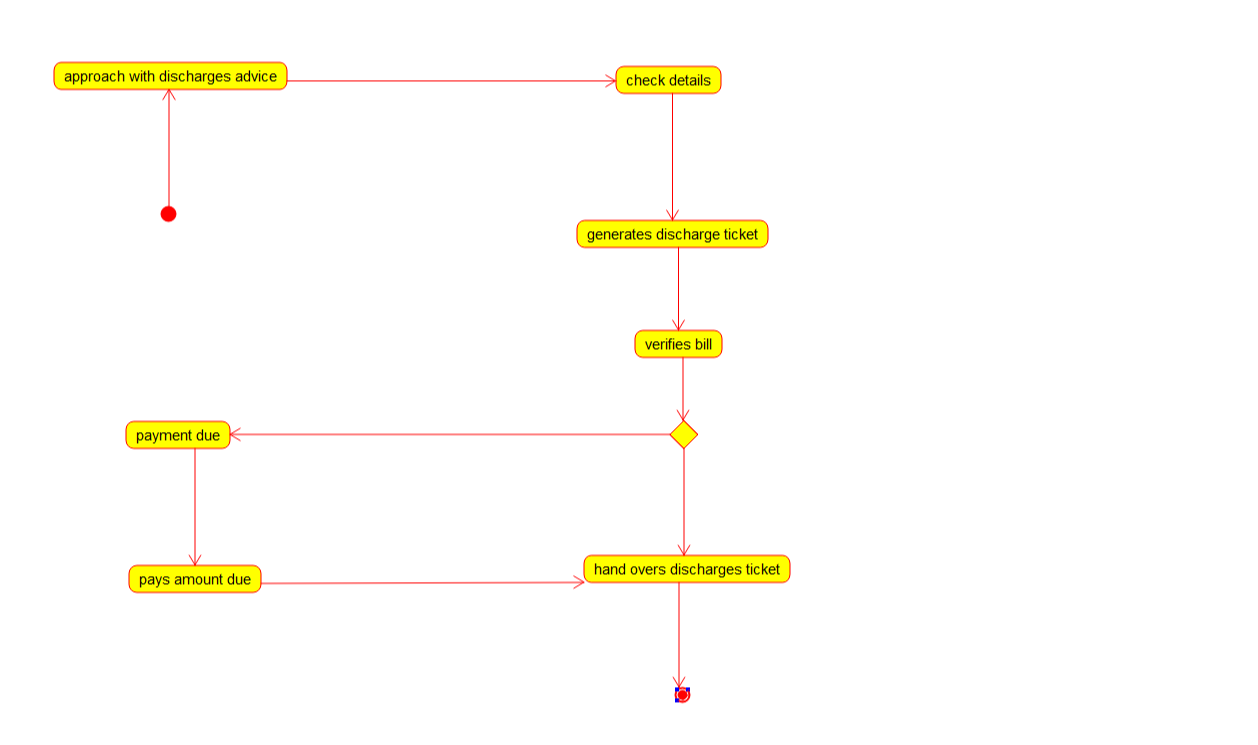 approach with discharges advice
check details
generates discharge ticket
verifies bill
payment due
hand overs discharges ticket
pays amount due